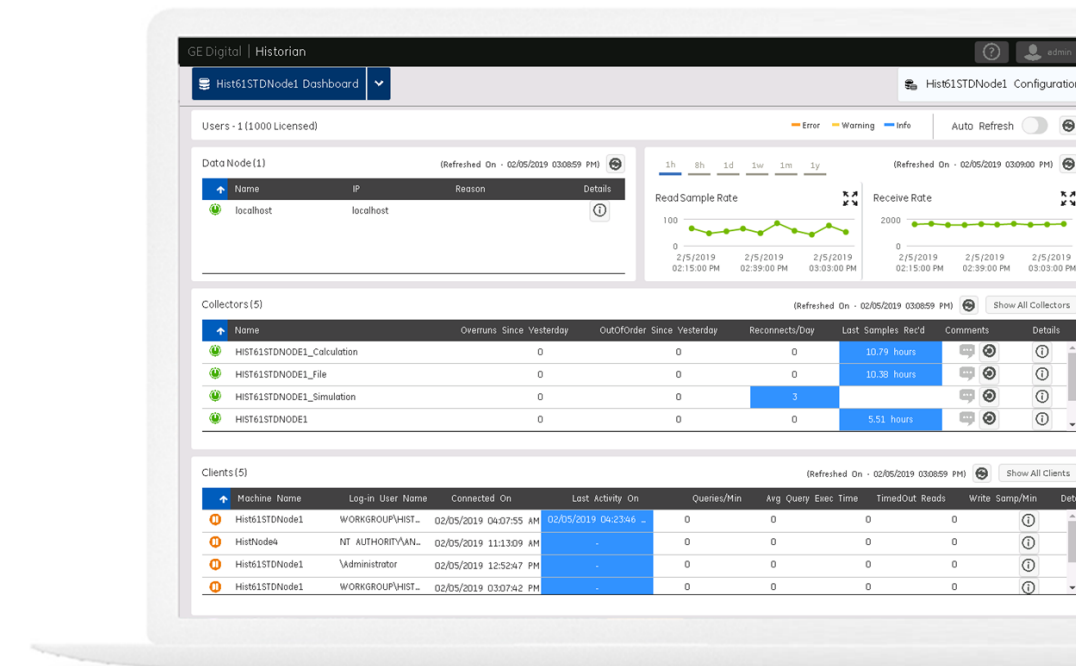 GE Digital | Historian
admin
Hist61STDNode1 Dashboard
Hist61STDNode1 Configuration
Users - 1 (1000 Licensed)
Error Warning Info Auto Refresh
Data Node (1) (Refreshed On - 02/05/2019 03:08:59 PM)
Name IP Reason Details
localhost localhost
1h 8h 1d 1w 1m 1y (Refreshed On - 02/05/2019 03:09:00 PM)
Read Sample Rate
100
0
2/5/2019 2/5/2019 2/5/2019
02:15:00 PM 02:39:00 PM 03:03:00 PM
Receive Rate
2000
0
2/5/2019 2/5/2019 2/5/2019
02:15:00 PM 02:39:00 PM 03:03:00 PM
Collectors (5) (Refreshed On - 02/05/2019 03:08:59 PM) Show All Collectors
Name Overruns Since Yesterday OutOfOrder Since Yesterday Reconnects/Day Last Samples Rec'd Comments Details
HIST61STDNODE1_Calculation 0 0 0 10.79 hours
HIST61STDNODE1_File 0 0 0 10.38 hours
HIST61STDNODE1_Simulation 0 0 3
HIST61STDNODE1 0 0 0 5.51 hours
Clients (5) (Refreshed On - 02/05/2019 03:08:59 PM) Show All Clients
Machine Name Log-in User Name Connected On Last Activity On Queries/Min Avg Query Exec Time TimedOut Reads Write Samp/Min Det
Hist61STDNode1 WORKGROUP\HIST... 02/05/2019 04:07:55 AM 02/05/2019 04:23:46 ... 0 0 0 0
HistNode4 NT AUTHORITY\AN... 02/05/2019 11:13:09 AM - 0 0 0 0
Hist61STDNode1 \Administrator 02/05/2019 12:52:47 PM - 0 0 0 0
Hist61STDNode1 WORKGROUP\HIST... 02/05/2019 03:07:42 PM - 0 0 0 0